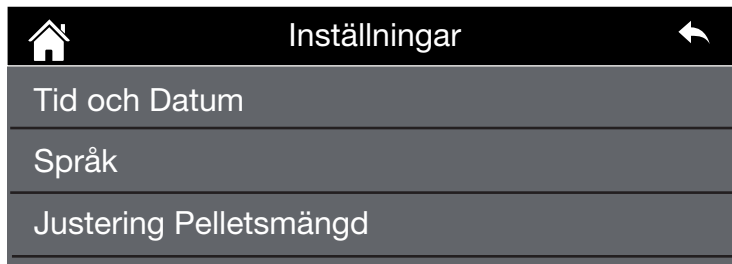 Inställningar
Tid och Datum
Språk
Justering Pelletsmängd